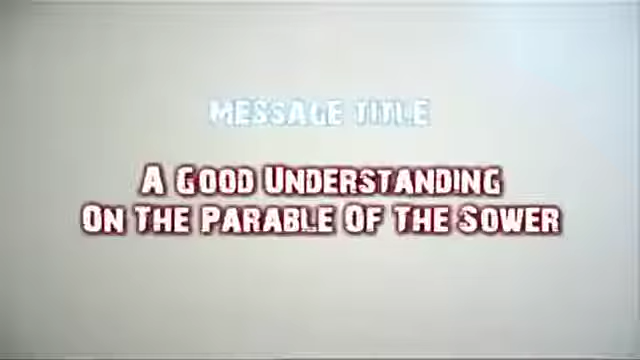 MESSAGE TITLE
A GOOD UNDERSTANDING
ON THE PARABLE OF THE SOWER